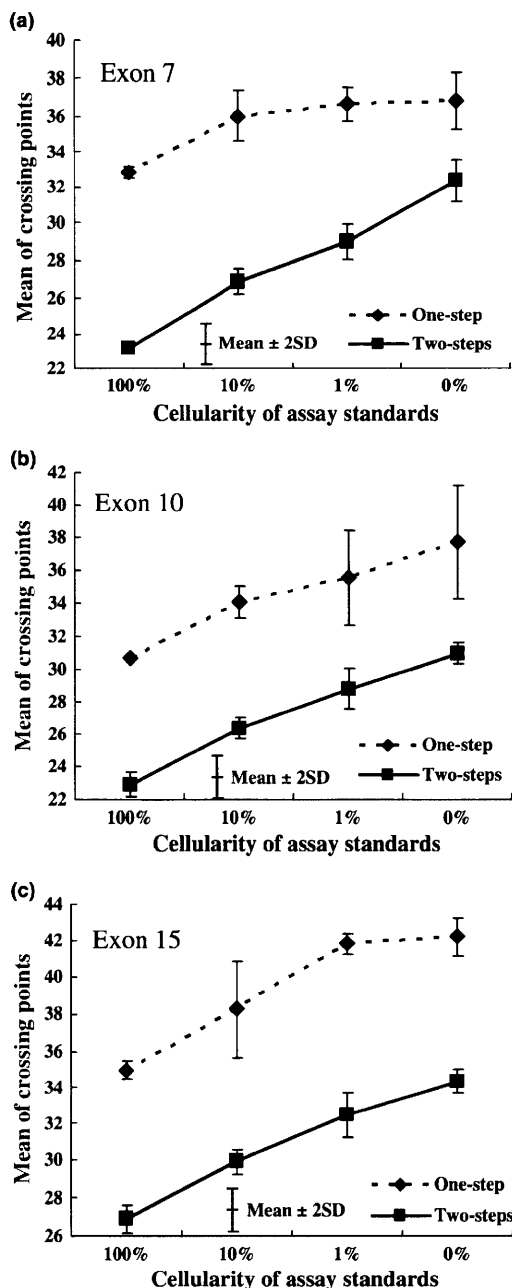 (a)
Exon 7
40
38
36
34
32
30
28
26
24
22
Mean of crossing points
One-step
Mean ± 2SD
Two-steps
100% 10% 1% 0%
Cellularity of assay standards
(b)
Exon 10
42
40
38
36
34
32
30
28
26
24
22
Mean of crossing points
One-step
Mean ± 2SD
Two-steps
100% 10% 1% 0%
Cellularity of assay standards
(c)
Exon 15
44
42
40
38
36
34
32
30
28
26
Mean of crossing points
One-step
Mean ± 2SD
Two-steps
100% 10% 1% 0%
Cellularity of assay standards